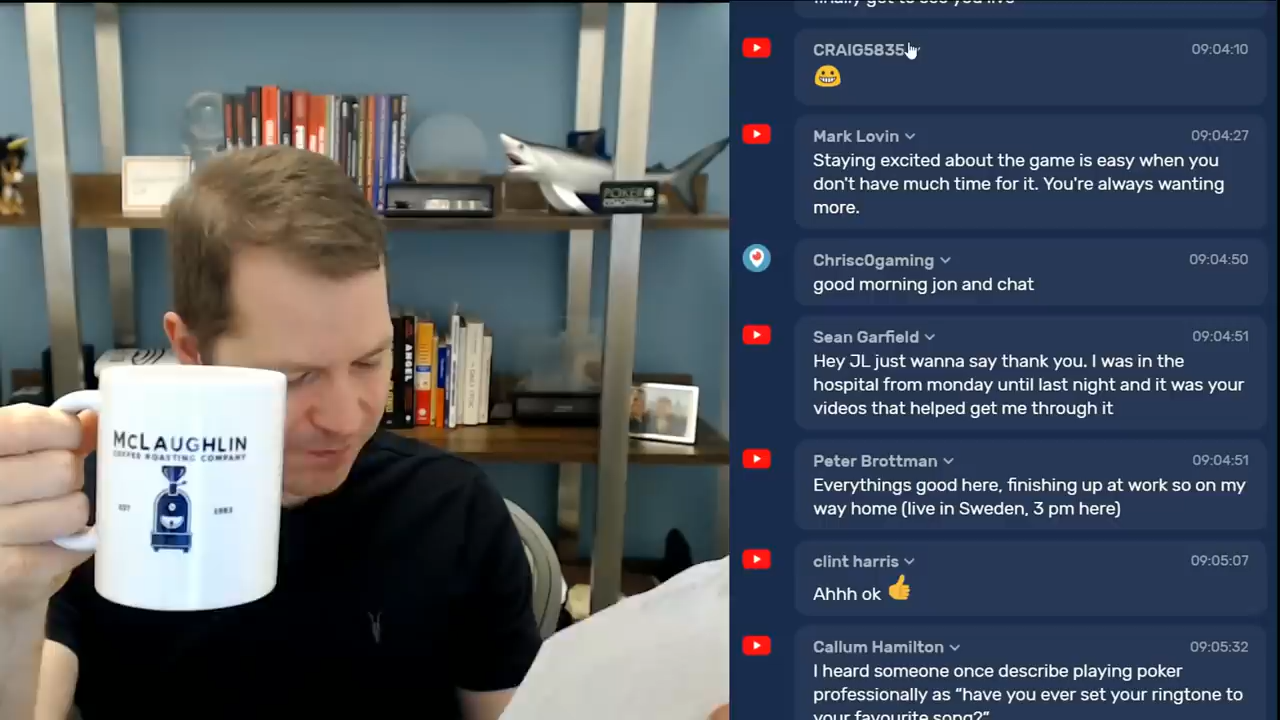 McLAUGHLIN
COFFEE ROASTING COMPANY
EST
1983
POKER
ANGEL
CRAIG5835
09:04:10
😀
Mark Lovin
09:04:27
Staying excited about the game is easy when you
don't have much time for it. You're always wanting
more.
Chrisc0gaming
09:04:50
good morning jon and chat
Sean Garfield
09:04:51
Hey JL just wanna say thank you. I was in the
hospital from monday until last night and it was your
videos that helped get me through it
Peter Brottman
09:04:51
Everythings good here, finishing up at work so on my
way home (live in Sweden, 3 pm here)
clint harris
09:05:07
Ahhh ok 👍
Callum Hamilton
09:05:32
I heard someone once describe playing poker
professionally as “have you ever set your ringtone to
your favourite song?”